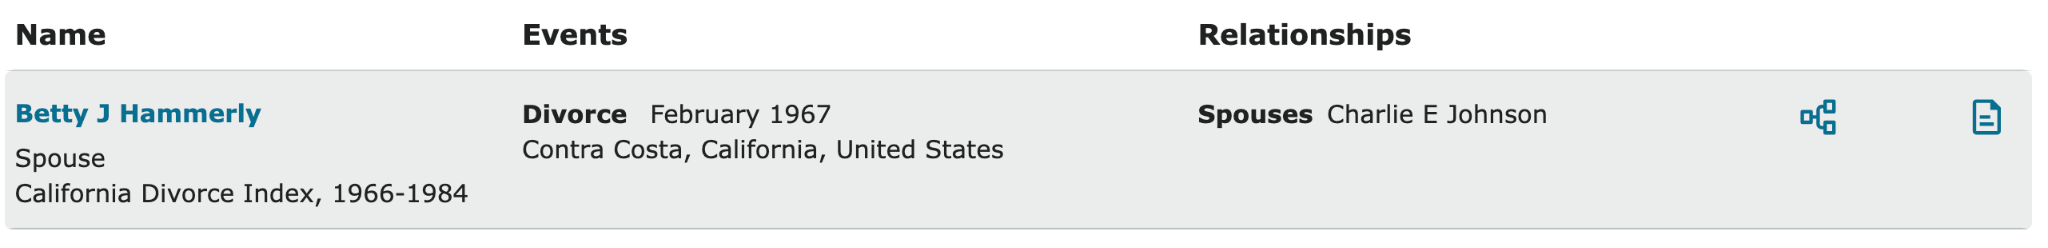 Name Events Relationships
Betty J Hammerly Divorce February 1967 Spouses Charlie E Johnson
Contra Costa, California, United States
Spouse
California Divorce Index, 1966-1984